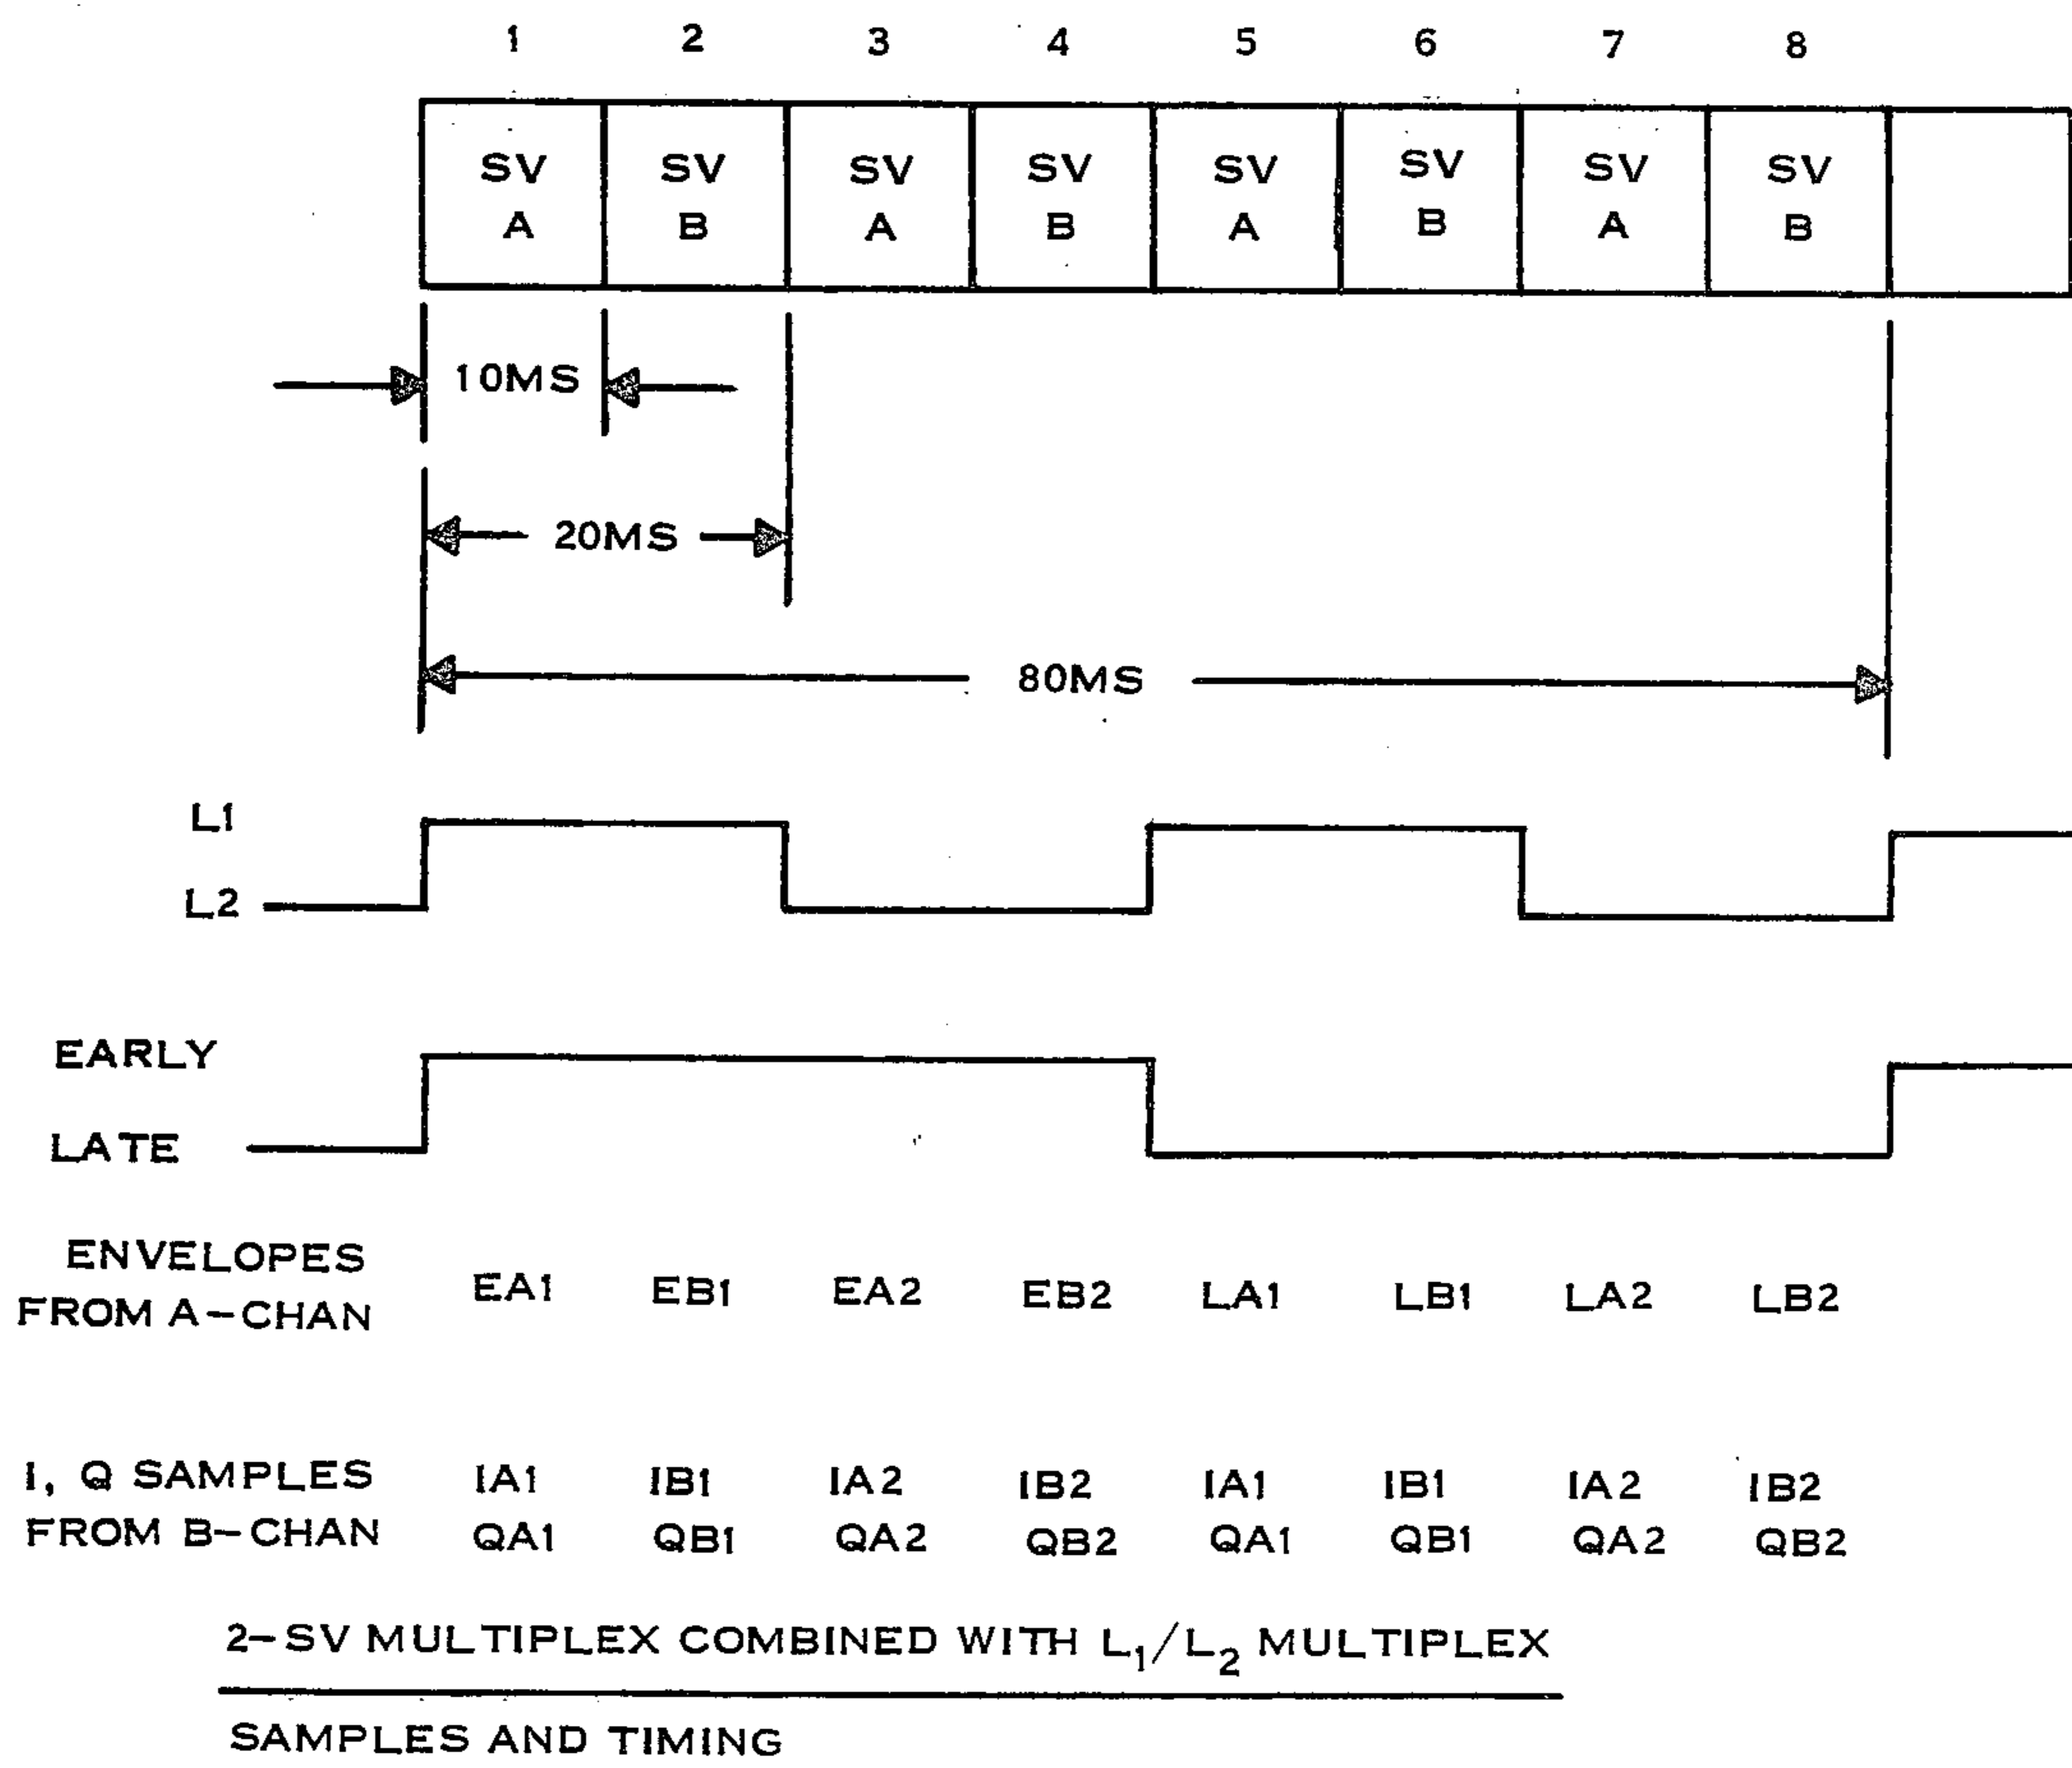 1 2 3 4 5 6 7 8
SV SV SV SV SV SV SV SV
A B A B A B A B
10MS
20MS
80MS
L1
L2
EARLY
LATE
ENVELOPES
FROM A-CHAN
EA1 EB1 EA2 EB2 LA1 LB1 LA2 LB2
I, Q SAMPLES IA1 IB1 IA2 IB2 IA1 IB1 IA2 IB2
FROM B-CHAN QA1 QB1 QA2 QB2 QA1 QB1 QA2 QB2
2-SV MULTIPLEX COMBINED WITH L1/L2 MULTIPLEX
SAMPLES AND TIMING